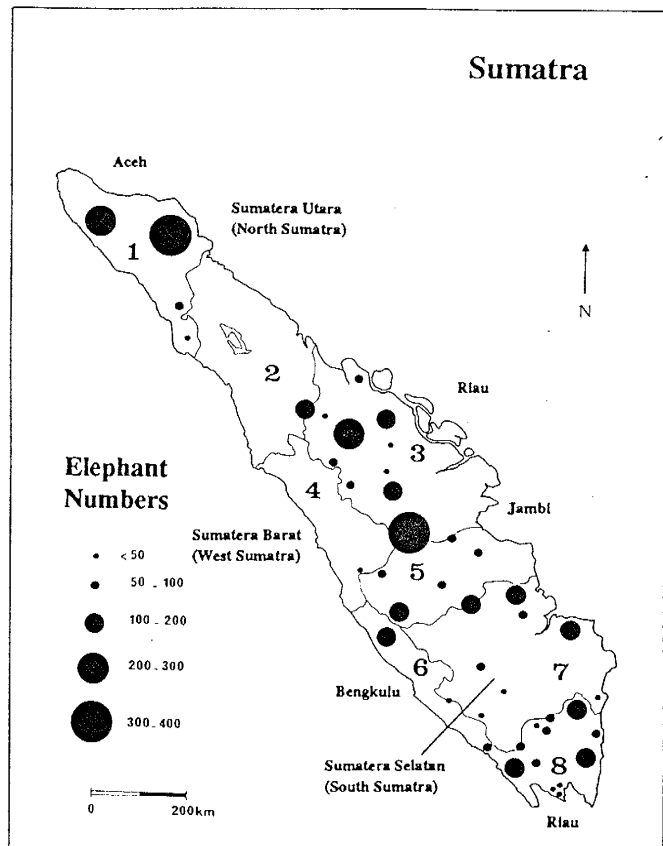 Sumatra
Aceh
Sumatera Utara
(North Sumatra)
1
N
2
Riau
3
Elephant
Numbers
4
Jambi
Sumatera Barat
(West Sumatra)
< 50
50 - 100
5
100 - 200
200 - 300
6
7
Bengkulu
300 - 400
Sumatera Selatan
(South Sumatra)
8
0
200km
Riau